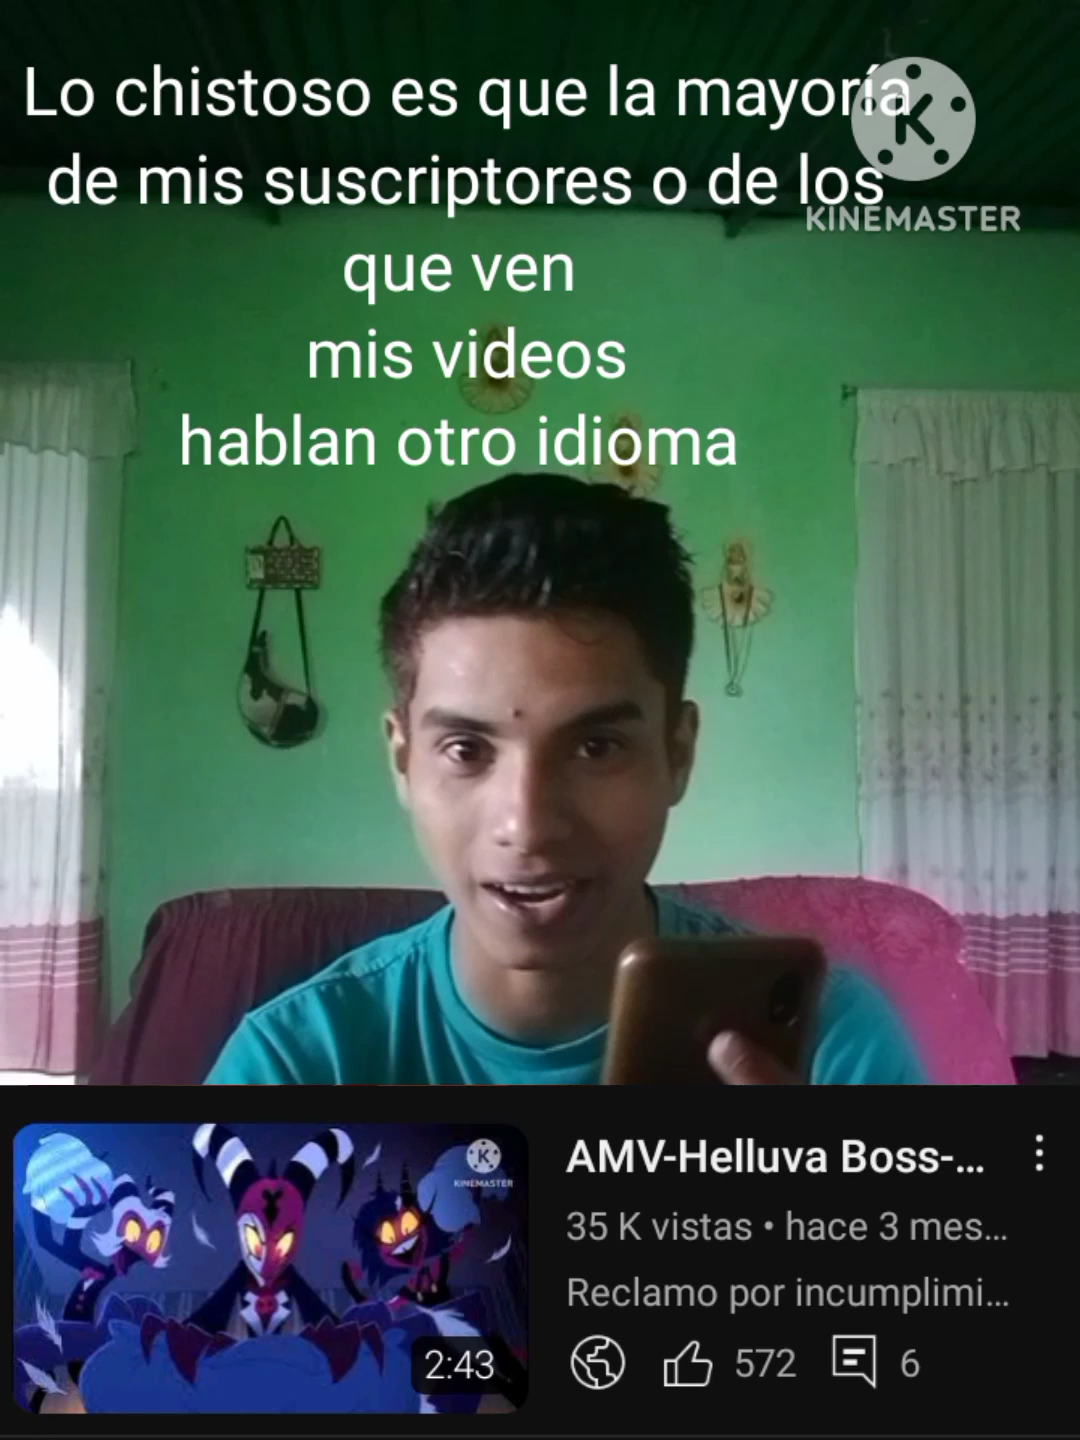 Lo chistoso es que la mayoría
de mis suscriptores o de los
que ven
mis videos
hablan otro idioma
K
KINEMASTER
AMV-Helluva Boss-...
35 K vistas • hace 3 mes...
Reclamo por incumplimi...
K
KINEMASTER
2:43
572
6